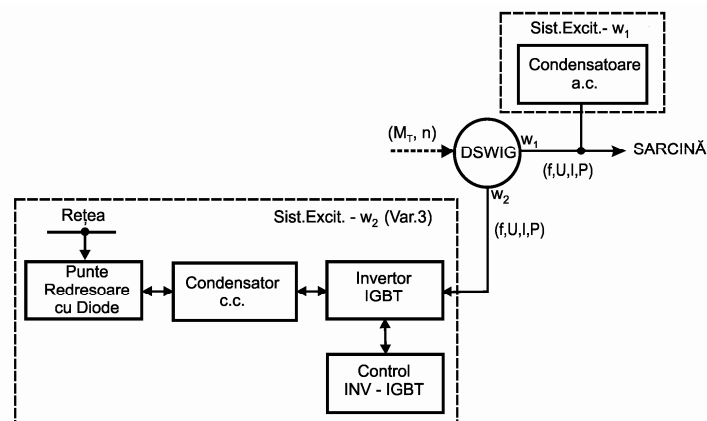 Sist.Excit.- w1
Condensatoare
a.c.
(MT, n)
DSWIG
w1
SARCINĂ
(f,U,I,P)
w2
(f,U,I,P)
Sist.Excit. - w2 (Var.3)
Rețea
Punte
Redresoare
cu Diode
Condensator
c.c.
Invertor
IGBT
Control
INV - IGBT